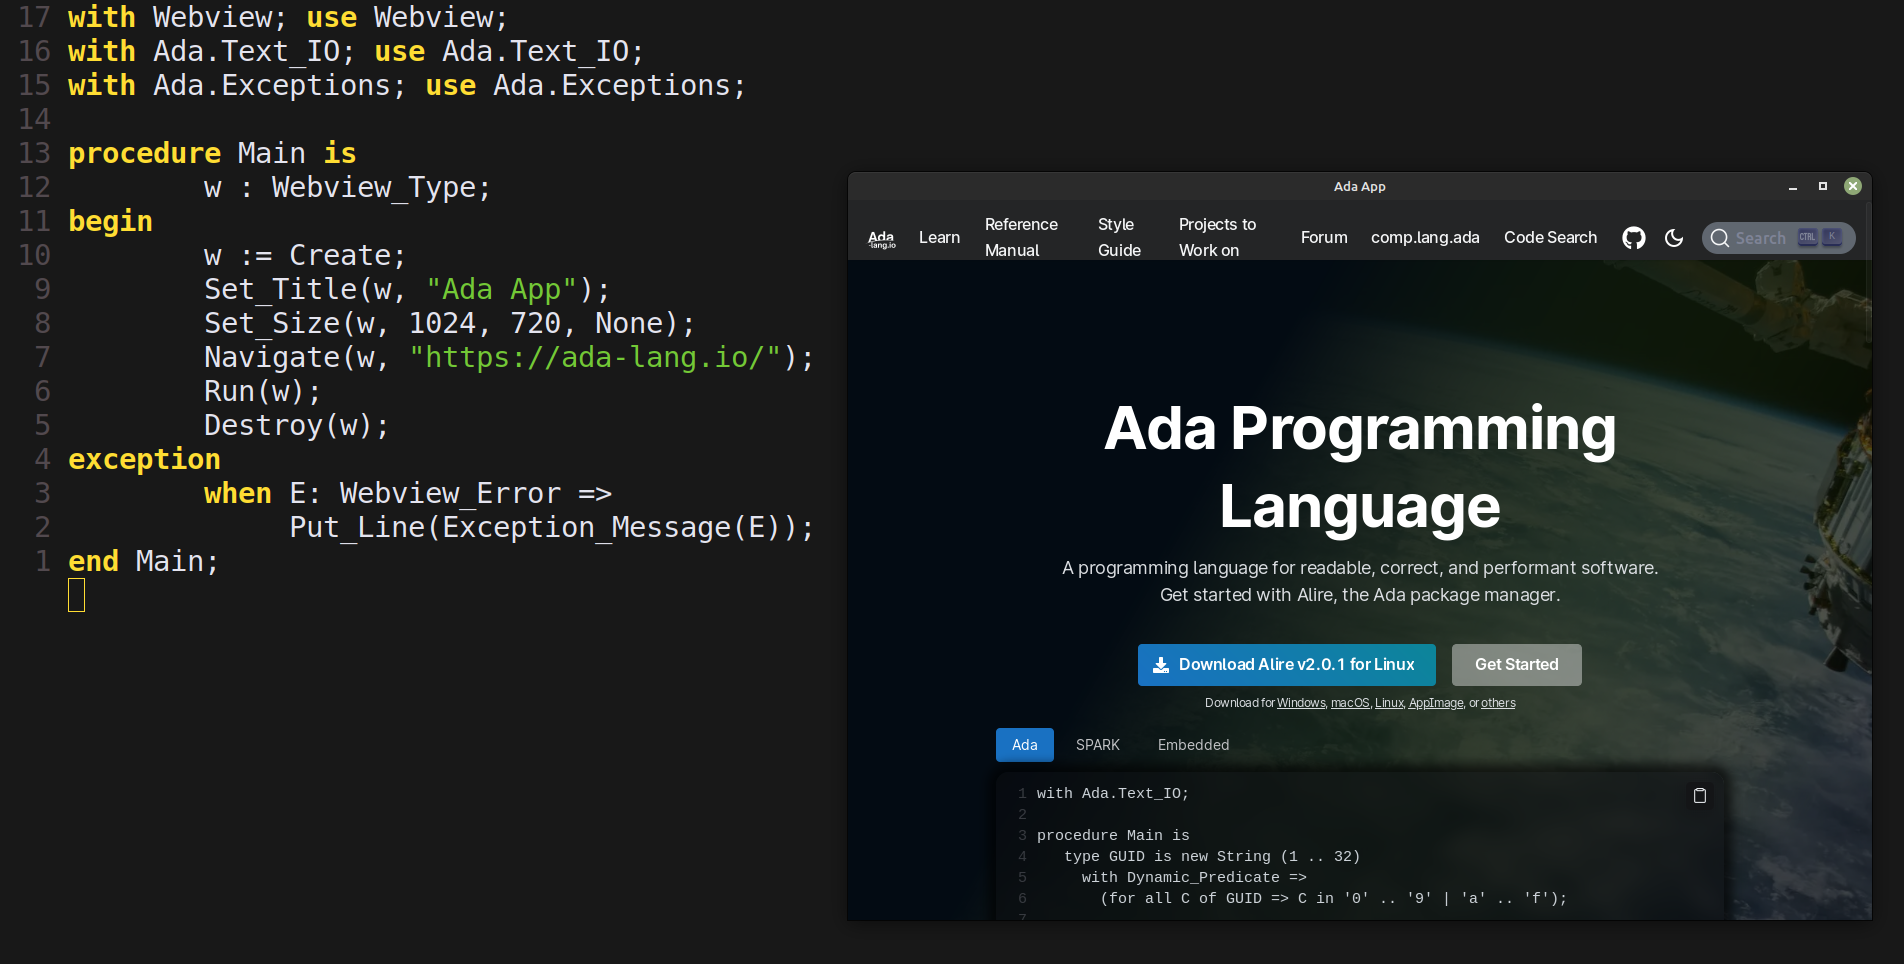 17 with Webview; use Webview;
16 with Ada.Text_IO; use Ada.Text_IO;
15 with Ada.Exceptions; use Ada.Exceptions;
14
13 procedure Main is
12 w : Webview_Type;
11 begin
10 w := Create;
9 Set_Title(w, "Ada App");
8 Set_Size(w, 1024, 720, None);
7 Navigate(w, "https://ada-lang.io/");
6 Run(w);
5 Destroy(w);
4 exception
3 when E: Webview_Error =>
2 Put_Line(Exception_Message(E));
1 end Main;
Ada App
Ada
-lang.io
Learn
Reference
Manual
Style
Guide
Projects to
Work on
Forum
comp.lang.ada
Code Search
Search CTRL K
Ada Programming
Language
A programming language for readable, correct, and performant software.
Get started with Alire, the Ada package manager.
Download Alire v2.0.1 for Linux
Get Started
Download for Windows, macOS, Linux, AppImage, or others
Ada SPARK Embedded
1 with Ada.Text_IO;
2
3 procedure Main is
4 type GUID is new String (1 .. 32)
5 with Dynamic_Predicate =>
6 (for all C of GUID => C in '0' .. '9' | 'a' .. 'f');
7